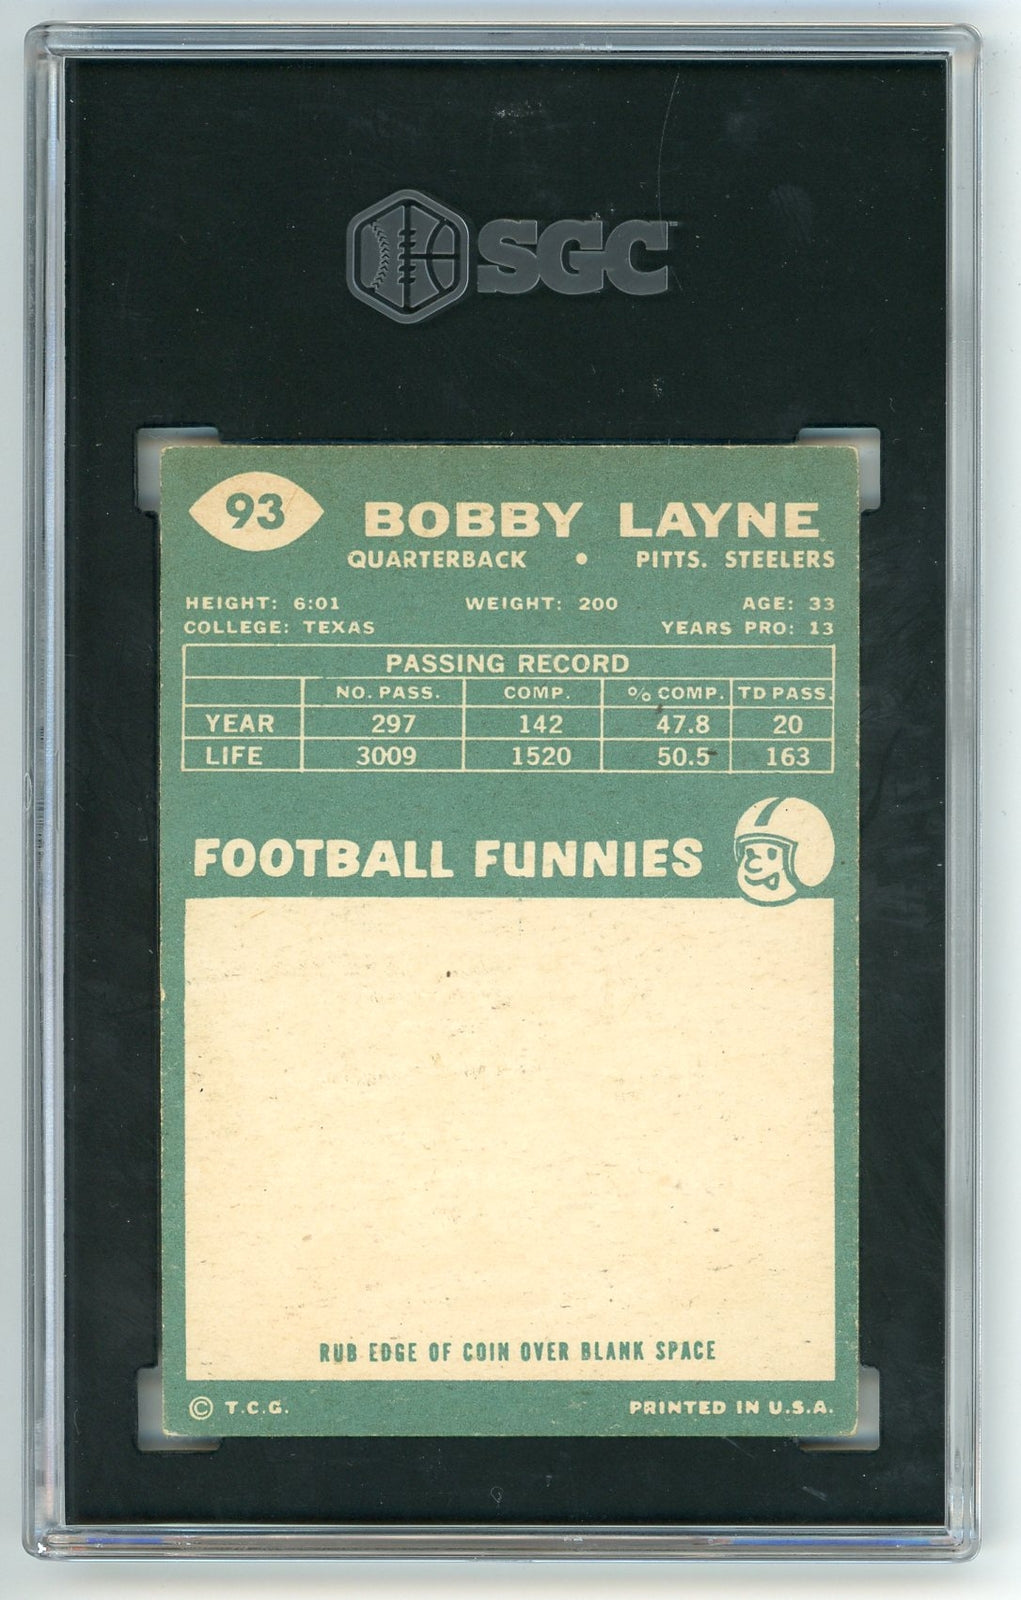 SGC
93
BOBBY LAYNE
QUARTERBACK • PITTS. STEELERS
HEIGHT: 6:01 WEIGHT: 200 AGE: 33
COLLEGE: TEXAS YEARS PRO: 13
PASSING RECORD
NO. PASS. COMP. % COMP. TD PASS.
YEAR 297 142 47.8 20
LIFE 3009 1520 50.5 163
FOOTBALL FUNNIES
RUB EDGE OF COIN OVER BLANK SPACE
© T.C.G. PRINTED IN U.S.A.